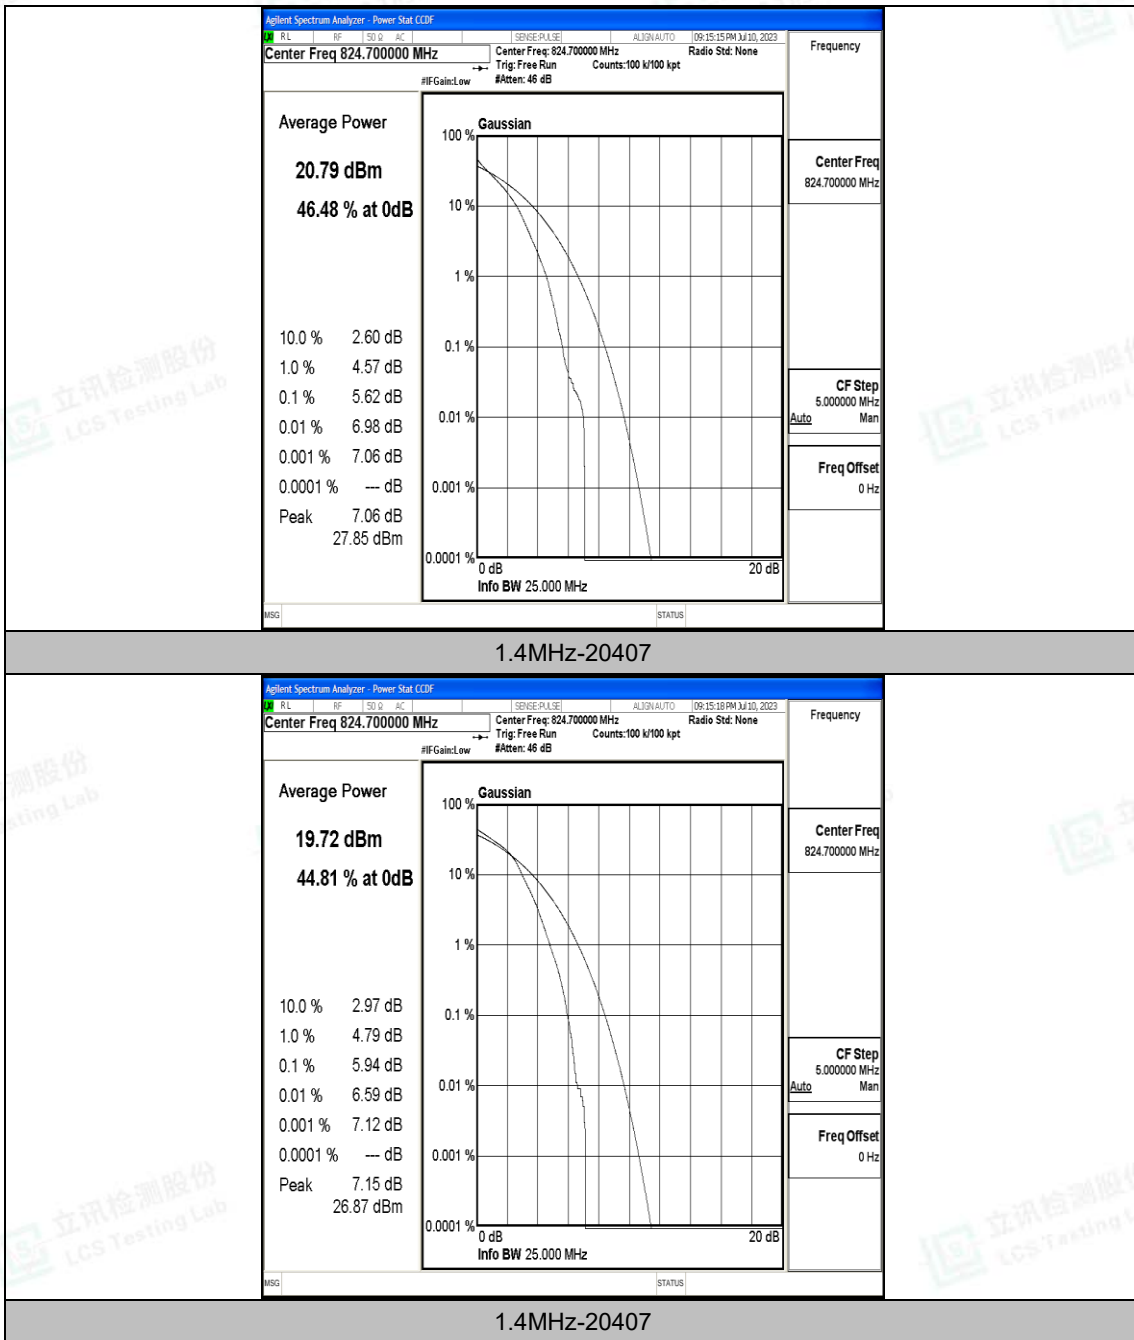 Agilent Spectrum Analyzer - Power Stat CCDF
RL RF 50 Ω AC SENSE:PULSE ALIGN AUTO 09:15:15 PM Jul 10, 2023
Center Freq 824.700000 MHz
Center Freq: 824.700000 MHz Radio Std: None
Trig: Free Run Counts:100 k/100 kpt
#IFGain:Low #Atten: 46 dB
Frequency
Average Power
20.79 dBm
46.48 % at 0dB
10.0 % 2.60 dB
1.0 % 4.57 dB
0.1 % 5.62 dB
0.01 % 6.98 dB
0.001 % 7.06 dB
0.0001 % --- dB
Peak 7.06 dB
27.85 dBm
Gaussian
100 %
10 %
1 %
0.1 %
0.01 %
0.001 %
0.0001 %
0 dB 20 dB
Info BW 25.000 MHz
Center Freq
824.700000 MHz
CF Step
5.000000 MHz
Auto Man
Freq Offset
0 Hz
MSG STATUS
1.4MHz-20407
Agilent Spectrum Analyzer - Power Stat CCDF
RL RF 50 Ω AC SENSE:PULSE ALIGN AUTO 09:15:18 PM Jul 10, 2023
Center Freq 824.700000 MHz
Center Freq: 824.700000 MHz Radio Std: None
Trig: Free Run Counts:100 k/100 kpt
#IFGain:Low #Atten: 46 dB
Frequency
Average Power
19.72 dBm
44.81 % at 0dB
10.0 % 2.97 dB
1.0 % 4.79 dB
0.1 % 5.94 dB
0.01 % 6.59 dB
0.001 % 7.12 dB
0.0001 % --- dB
Peak 7.15 dB
26.87 dBm
Gaussian
100 %
10 %
1 %
0.1 %
0.01 %
0.001 %
0.0001 %
0 dB 20 dB
Info BW 25.000 MHz
Center Freq
824.700000 MHz
CF Step
5.000000 MHz
Auto Man
Freq Offset
0 Hz
MSG STATUS
1.4MHz-20407
立讯检测股份
LCS Testing Lab